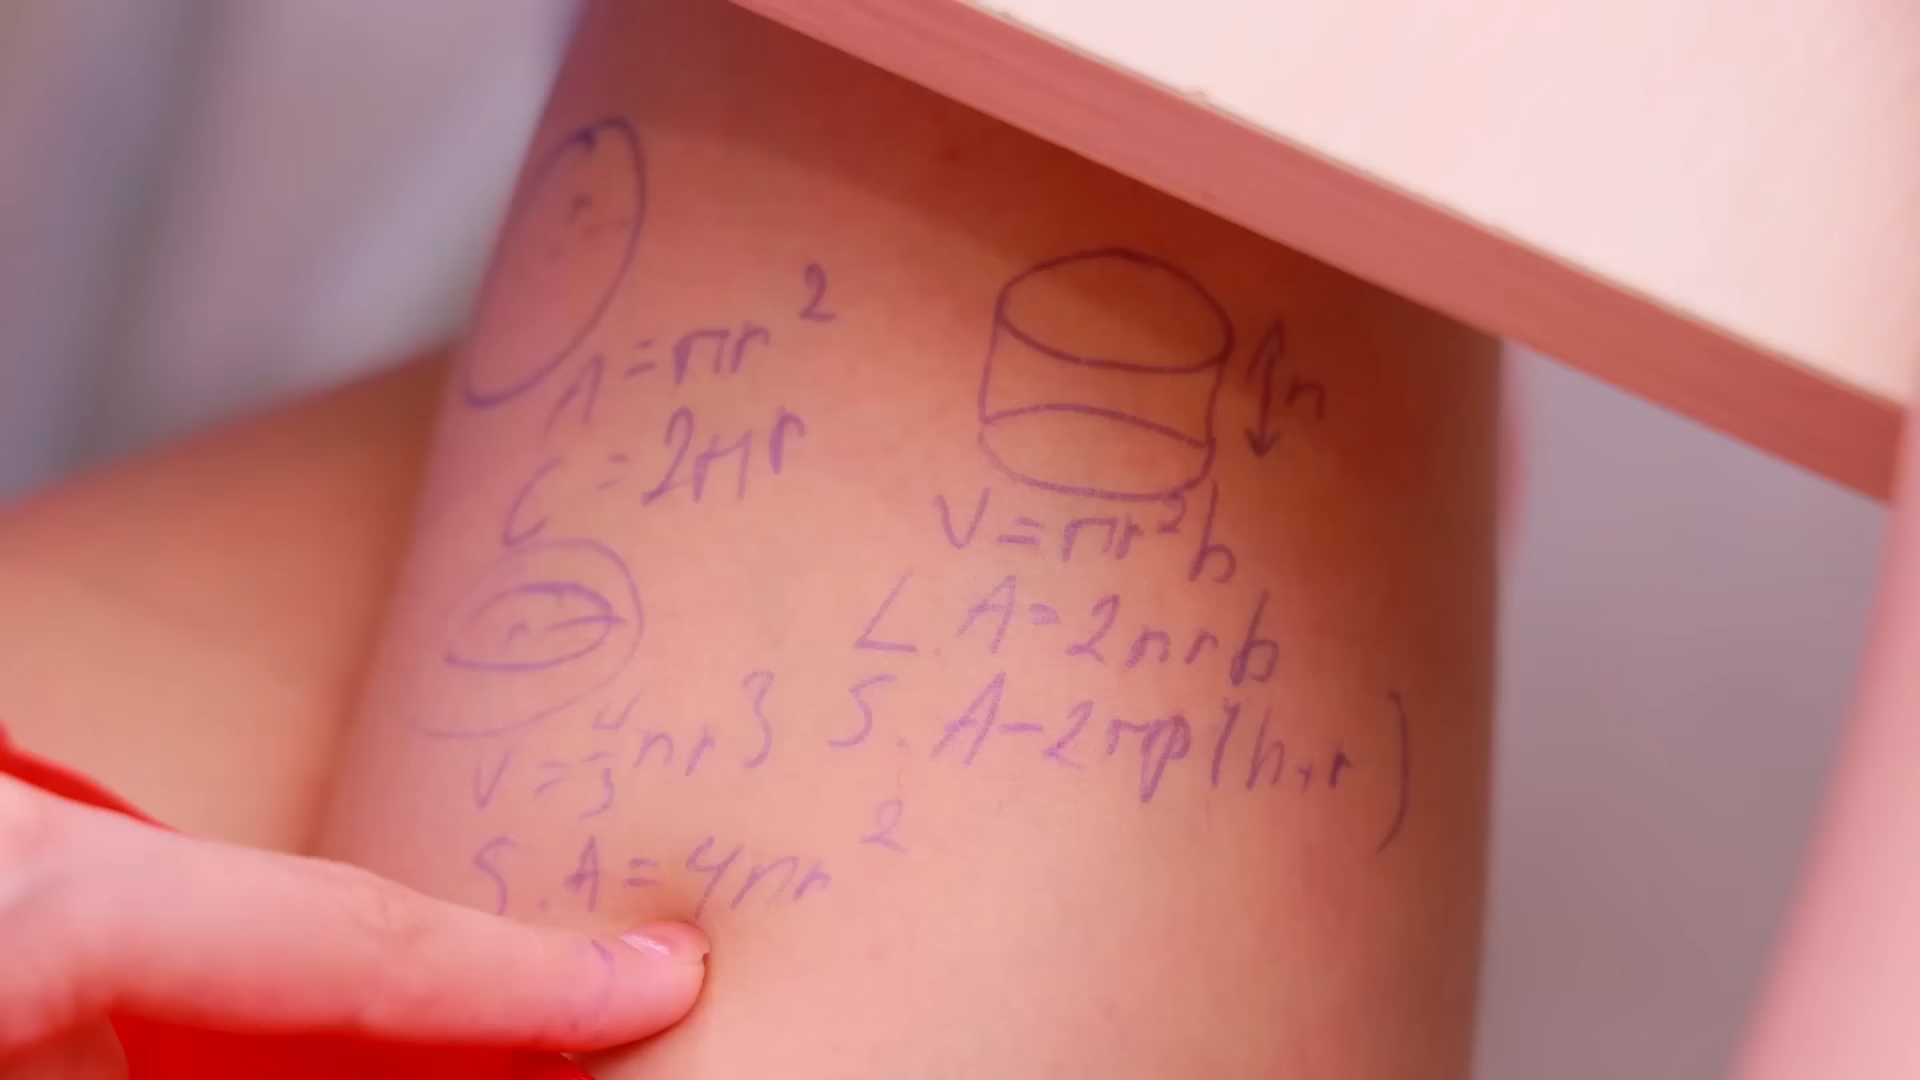 r
A=πr²
C=2πr
r
V=4/3πr3
S.A=4πr²
h
V=πr²h
L.A=2πrh
S.A-2πr(h+r)